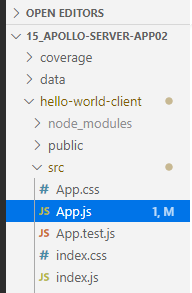 OPEN EDITORS
15_APOLLO-SERVER-APP02
coverage
data
hello-world-client
node_modules
public
src
# App.css
JS App.js 1, M
JS App.test.js
# index.css
JS index.js